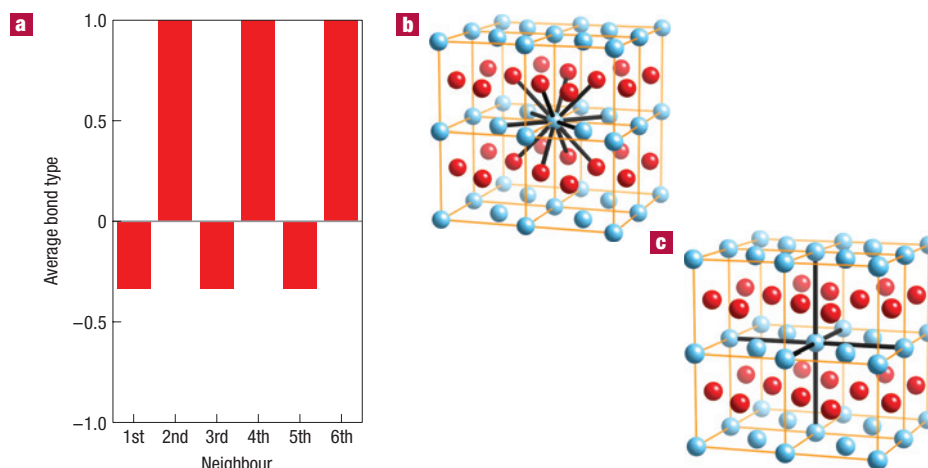 a
1.0
0.5
0
−0.5
−1.0
Average bond type
1st 2nd 3rd 4th 5th 6th
Neighbour
b
c